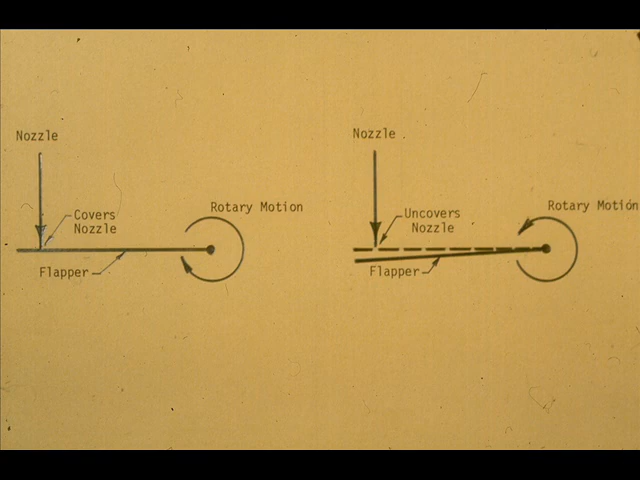 Nozzle
Covers
Nozzle
Rotary Motion
Flapper
Nozzle
Uncovers
Nozzle
Rotary Motion
Flapper